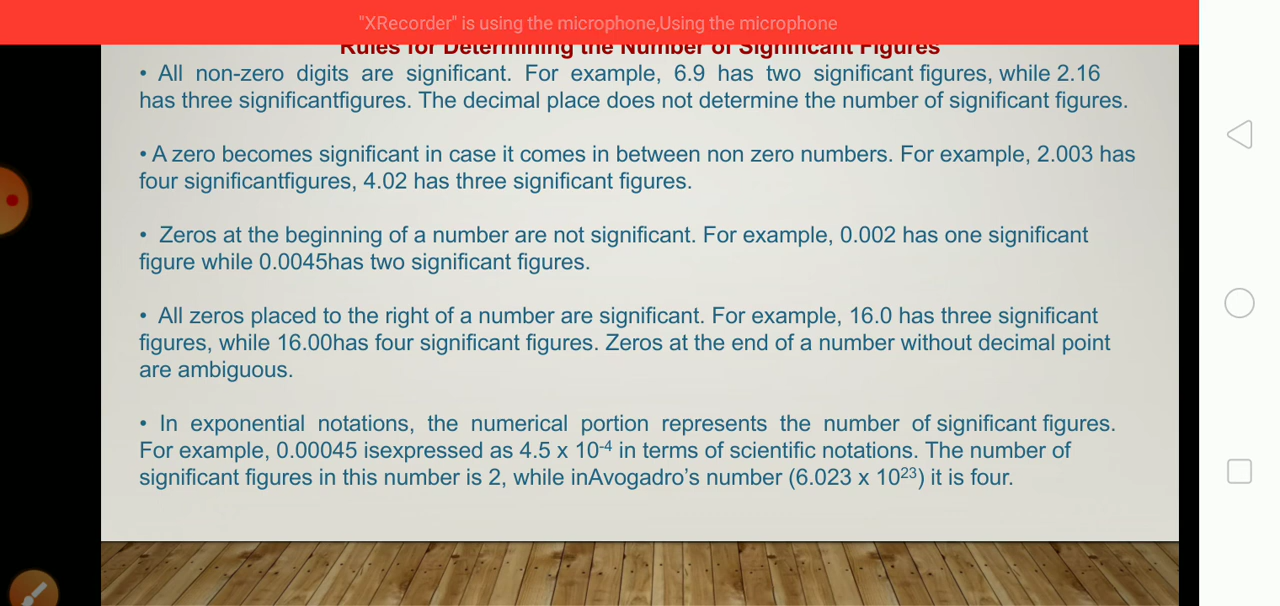 "XRecorder" is using the microphone,Using the microphone
Rules for Determining the Number of Significant Figures
• All non-zero digits are significant. For example, 6.9 has two significant figures, while 2.16
has three significantfigures. The decimal place does not determine the number of significant figures.
• A zero becomes significant in case it comes in between non zero numbers. For example, 2.003 has
four significantfigures, 4.02 has three significant figures.
• Zeros at the beginning of a number are not significant. For example, 0.002 has one significant
figure while 0.0045has two significant figures.
• All zeros placed to the right of a number are significant. For example, 16.0 has three significant
figures, while 16.00has four significant figures. Zeros at the end of a number without decimal point
are ambiguous.
• In exponential notations, the numerical portion represents the number of significant figures.
For example, 0.00045 isexpressed as 4.5 x 10⁻⁴ in terms of scientific notations. The number of
significant figures in this number is 2, while inAvogadro's number (6.023 x 10²³) it is four.